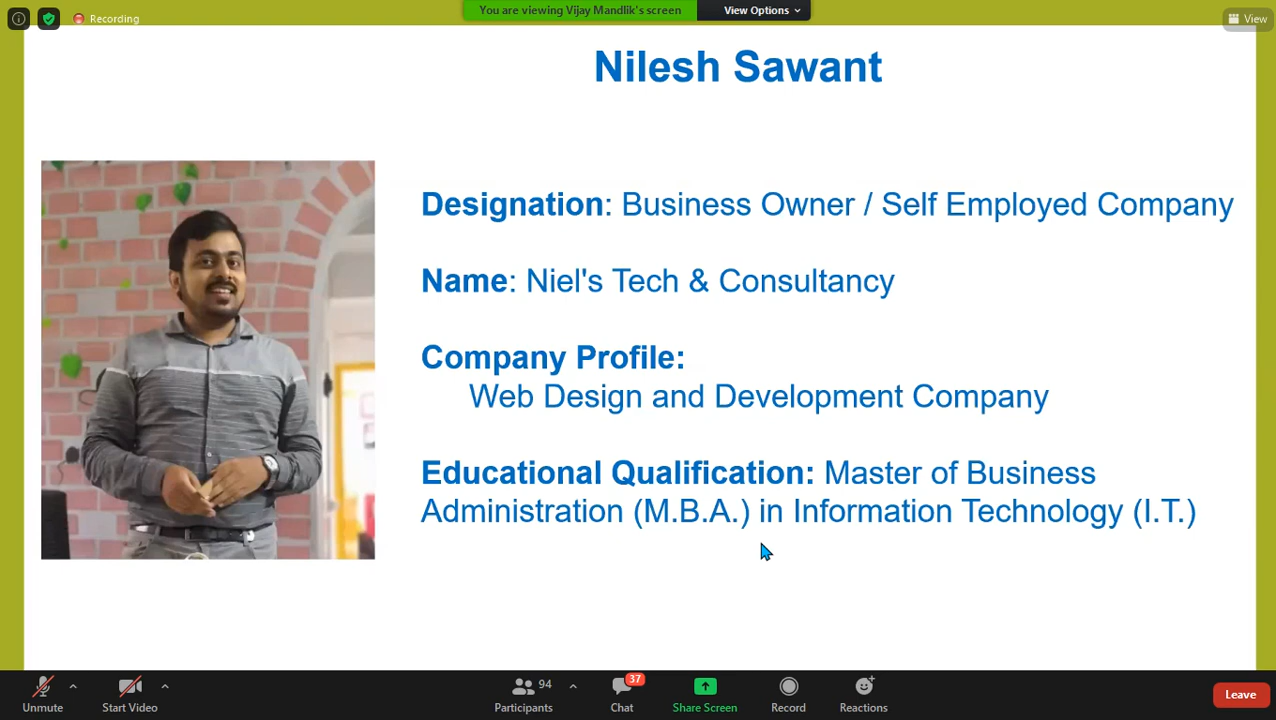 Recording
You are viewing Vijay Mandlik's screen
View Options
View
Nilesh Sawant
Designation: Business Owner / Self Employed Company
Name: Niel's Tech & Consultancy
Company Profile:
Web Design and Development Company
Educational Qualification: Master of Business
Administration (M.B.A.) in Information Technology (I.T.)
94
37
Unmute
Start Video
Participants
Chat
Share Screen
Record
Reactions
Leave